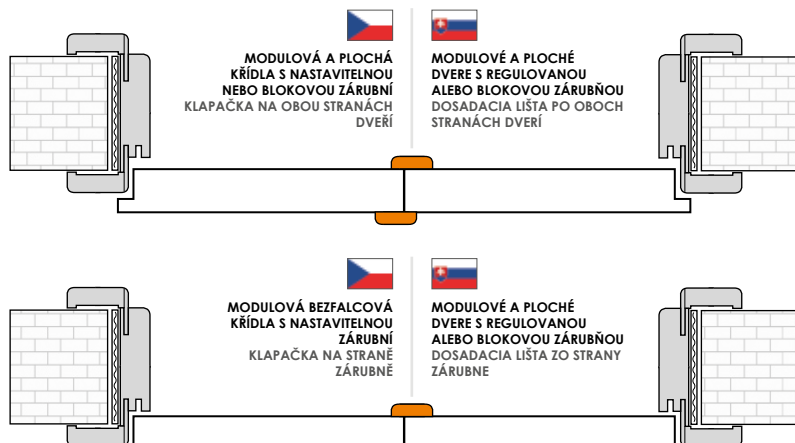 MODULOVÁ A PLOCHÁ
KŘÍDLA S NASTAVITELNOU
NEBO BLOKOVOU ZÁRUBNÍ
KLAPAČKA NA OBOU STRANÁCH
DVEŘÍ
MODULOVÉ A PLOCHÉ
DVERE S REGULOVANOU
ALEBO BLOKOVOU ZÁRUBŇOU
DOSADACIA LIŠTA PO OBOCH
STRANÁCH DVERÍ
MODULOVÁ BEZFALCOVÁ
KŘÍDLA S NASTAVITELNOU
ZÁRUBNÍ
KLAPAČKA NA STRANĚ
ZÁRUBNĚ
MODULOVÉ A PLOCHÉ
DVERE S REGULOVANOU
ALEBO BLOKOVOU ZÁRUBŇOU
DOSADACIA LIŠTA ZO STRANY
ZÁRUBNE